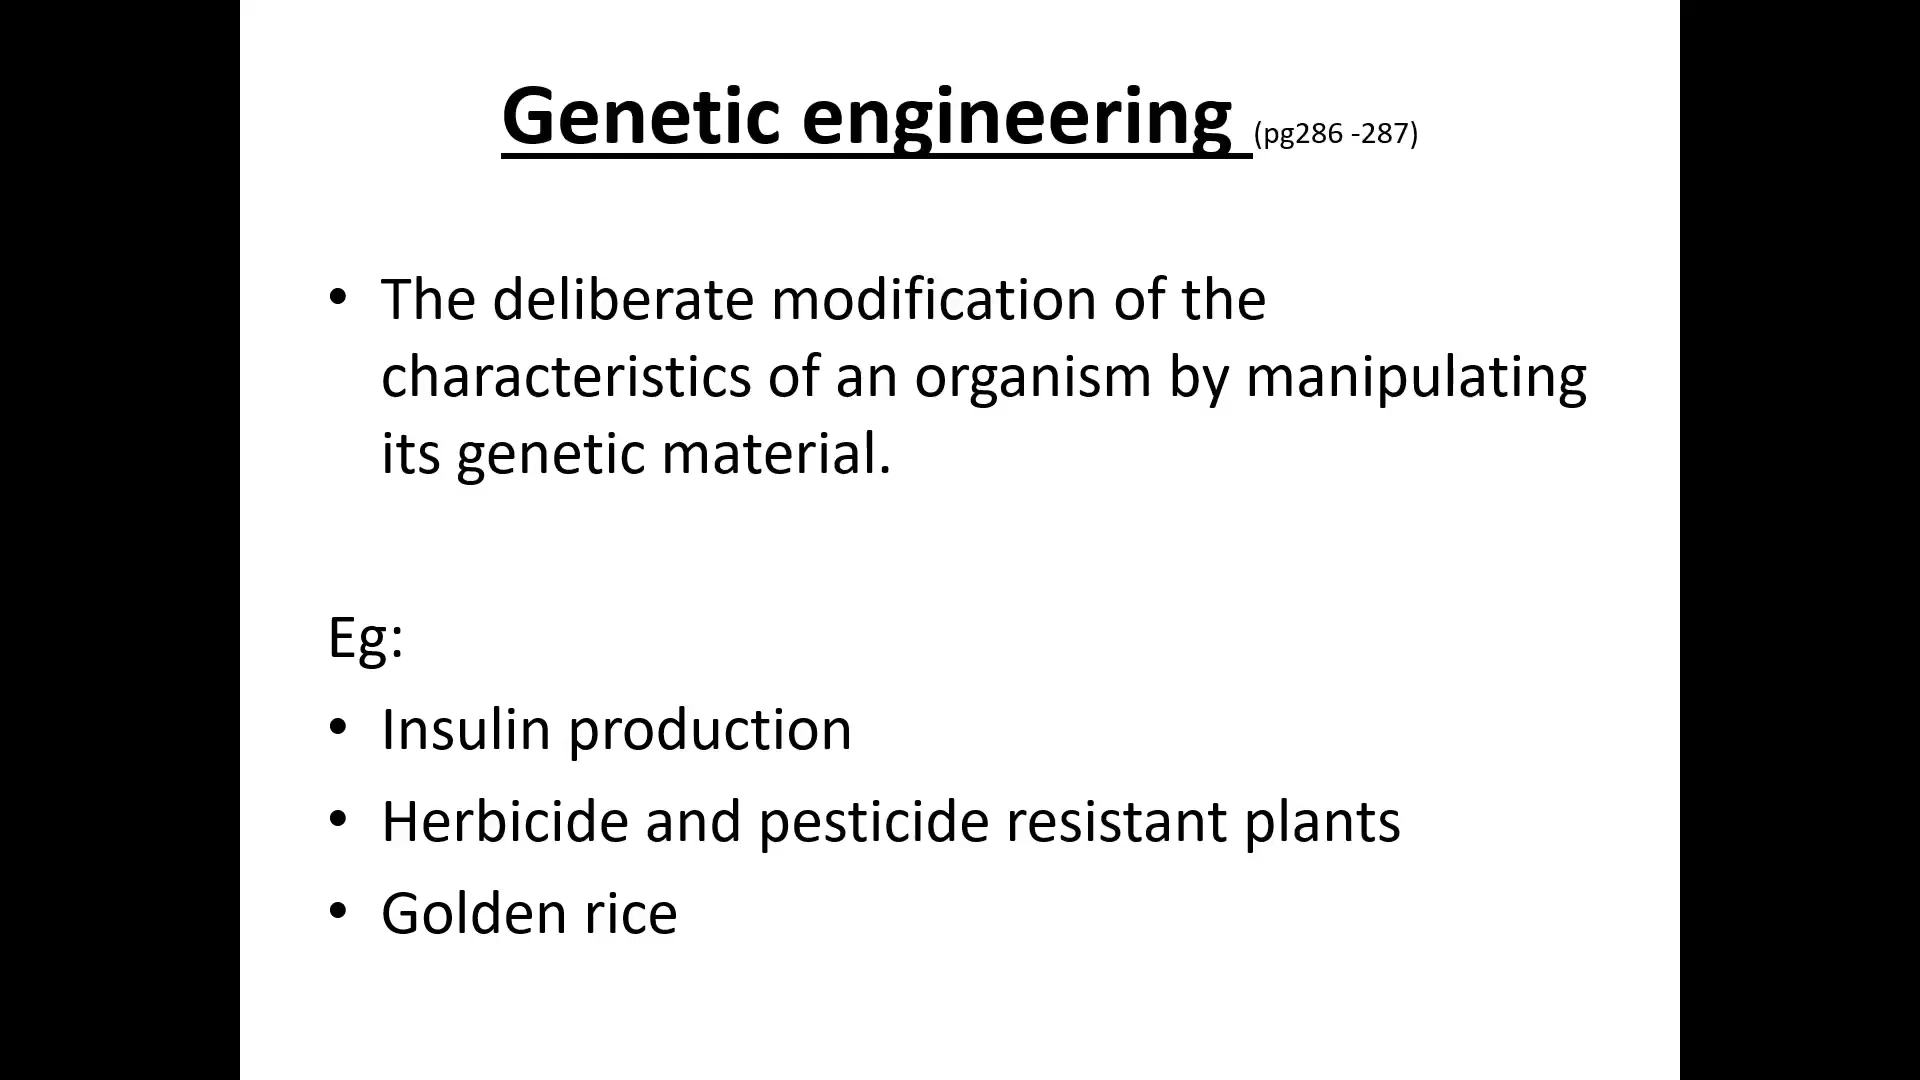 Genetic engineering (pg286 -287)
• The deliberate modification of the
characteristics of an organism by manipulating
its genetic material.
Eg:
• Insulin production
• Herbicide and pesticide resistant plants
• Golden rice